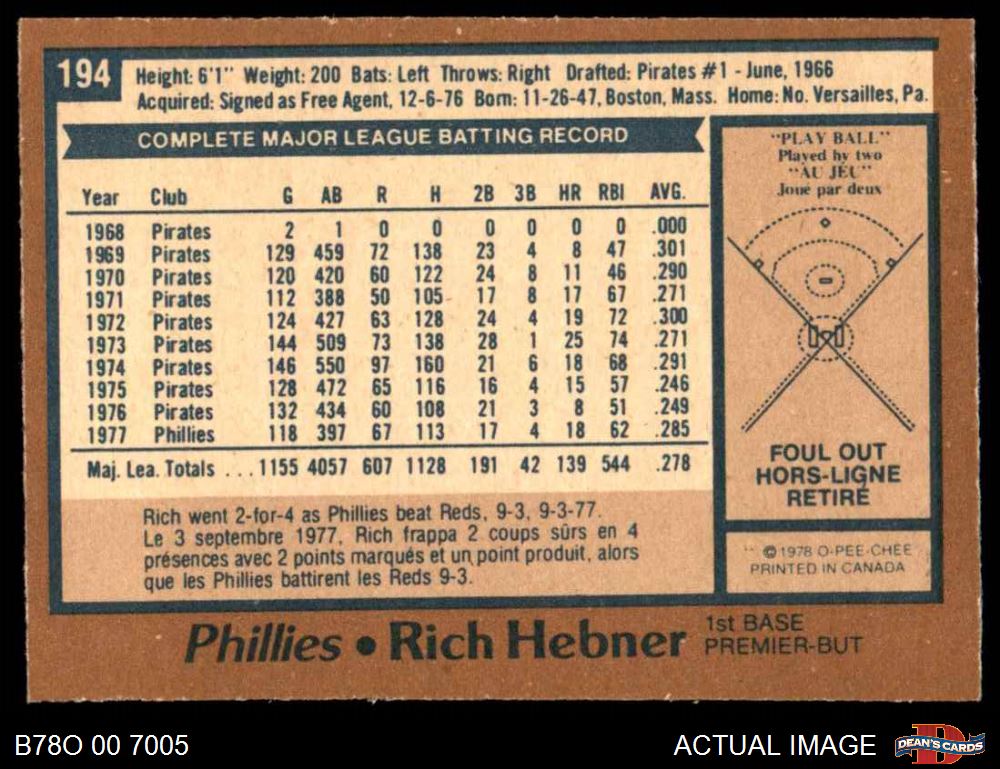 194
Height: 6'1" Weight: 200 Bats: Left Throws: Right Drafted: Pirates #1 - June, 1966
Acquired: Signed as Free Agent, 12-6-76 Born: 11-26-47, Boston, Mass. Home: No. Versailles, Pa.
COMPLETE MAJOR LEAGUE BATTING RECORD
Year Club G AB R H 2B 3B HR RBI AVG.
1968 Pirates 2 1 0 0 0 0 0 0 .000
1969 Pirates 129 459 72 138 23 4 8 47 .301
1970 Pirates 120 420 60 122 24 8 11 46 .290
1971 Pirates 112 388 50 105 17 8 17 67 .271
1972 Pirates 124 427 63 128 24 4 19 72 .300
1973 Pirates 144 509 73 138 28 1 25 74 .271
1974 Pirates 146 550 97 160 21 6 18 68 .291
1975 Pirates 128 472 65 116 16 4 15 57 .246
1976 Pirates 132 434 60 108 21 3 8 51 .249
1977 Phillies 118 397 67 113 17 4 18 62 .285
Maj. Lea. Totals ... 1155 4057 607 1128 191 42 139 544 .278
Rich went 2-for-4 as Phillies beat Reds, 9-3, 9-3-77.
Le 3 septembre 1977, Rich frappa 2 coups sûrs en 4
présences avec 2 points marqués et un point produit, alors
que les Phillies battirent les Reds 9-3.
"PLAY BALL"
Played by two
"AU JEU"
Joué par deux
FOUL OUT
HORS-LIGNE
RETIRÉ
© 1978 O-PEE-CHEE
PRINTED IN CANADA
Phillies • Rich Hebner
1st BASE
PREMIER-BUT
B78O 00 7005
ACTUAL IMAGE
D
DEAN'S CARDS